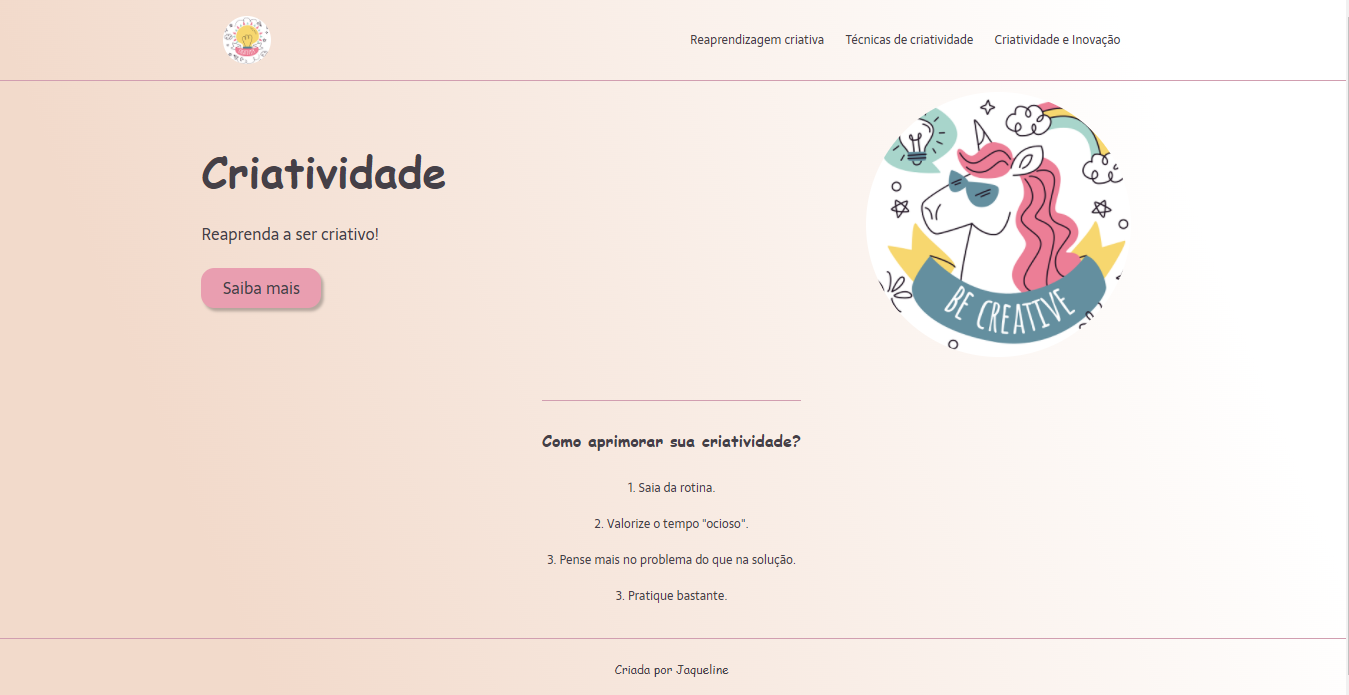 Reaprendizagem criativa Técnicas de criatividade Criatividade e Inovação
Criatividade
Reaprenda a ser criativo!
Saiba mais
BE CREATIVE
Como aprimorar sua criatividade?
1. Saia da rotina.
2. Valorize o tempo "ocioso".
3. Pense mais no problema do que na solução.
3. Pratique bastante.
Criada por Jaqueline